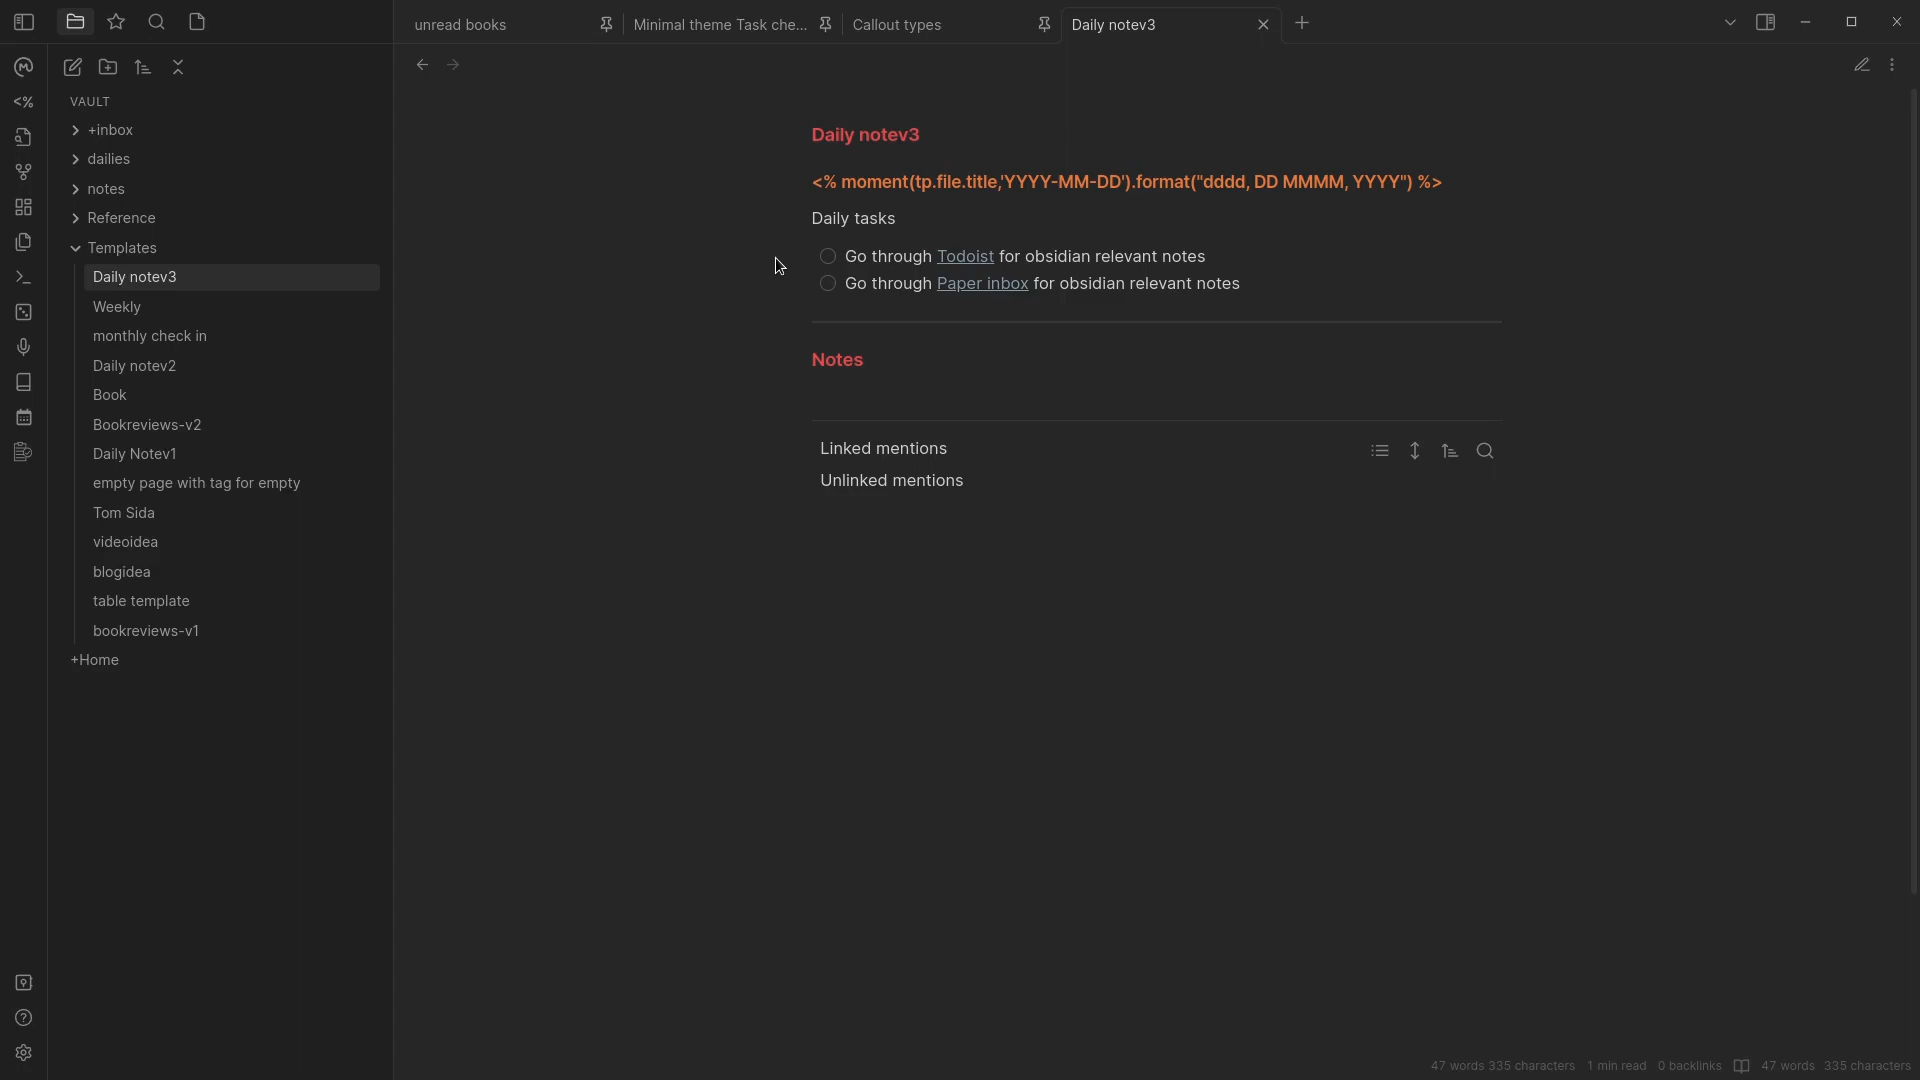 unread books
Minimal theme Task che...
Callout types
Daily notev3
<%
VAULT
+inbox
dailies
notes
Reference
Templates
Daily notev3
Weekly
monthly check in
Daily notev2
Book
Bookreviews-v2
Daily Notev1
empty page with tag for empty
Tom Sida
videoidea
blogidea
table template
bookreviews-v1
+Home
Daily notev3
<% moment(tp.file.title,'YYYY-MM-DD').format("dddd, DD MMMM, YYYY") %>
Daily tasks
Go through Todoist for obsidian relevant notes
Go through Paper inbox for obsidian relevant notes
Notes
Linked mentions
Unlinked mentions
47 words 335 characters 1 min read 0 backlinks 47 words 335 characters